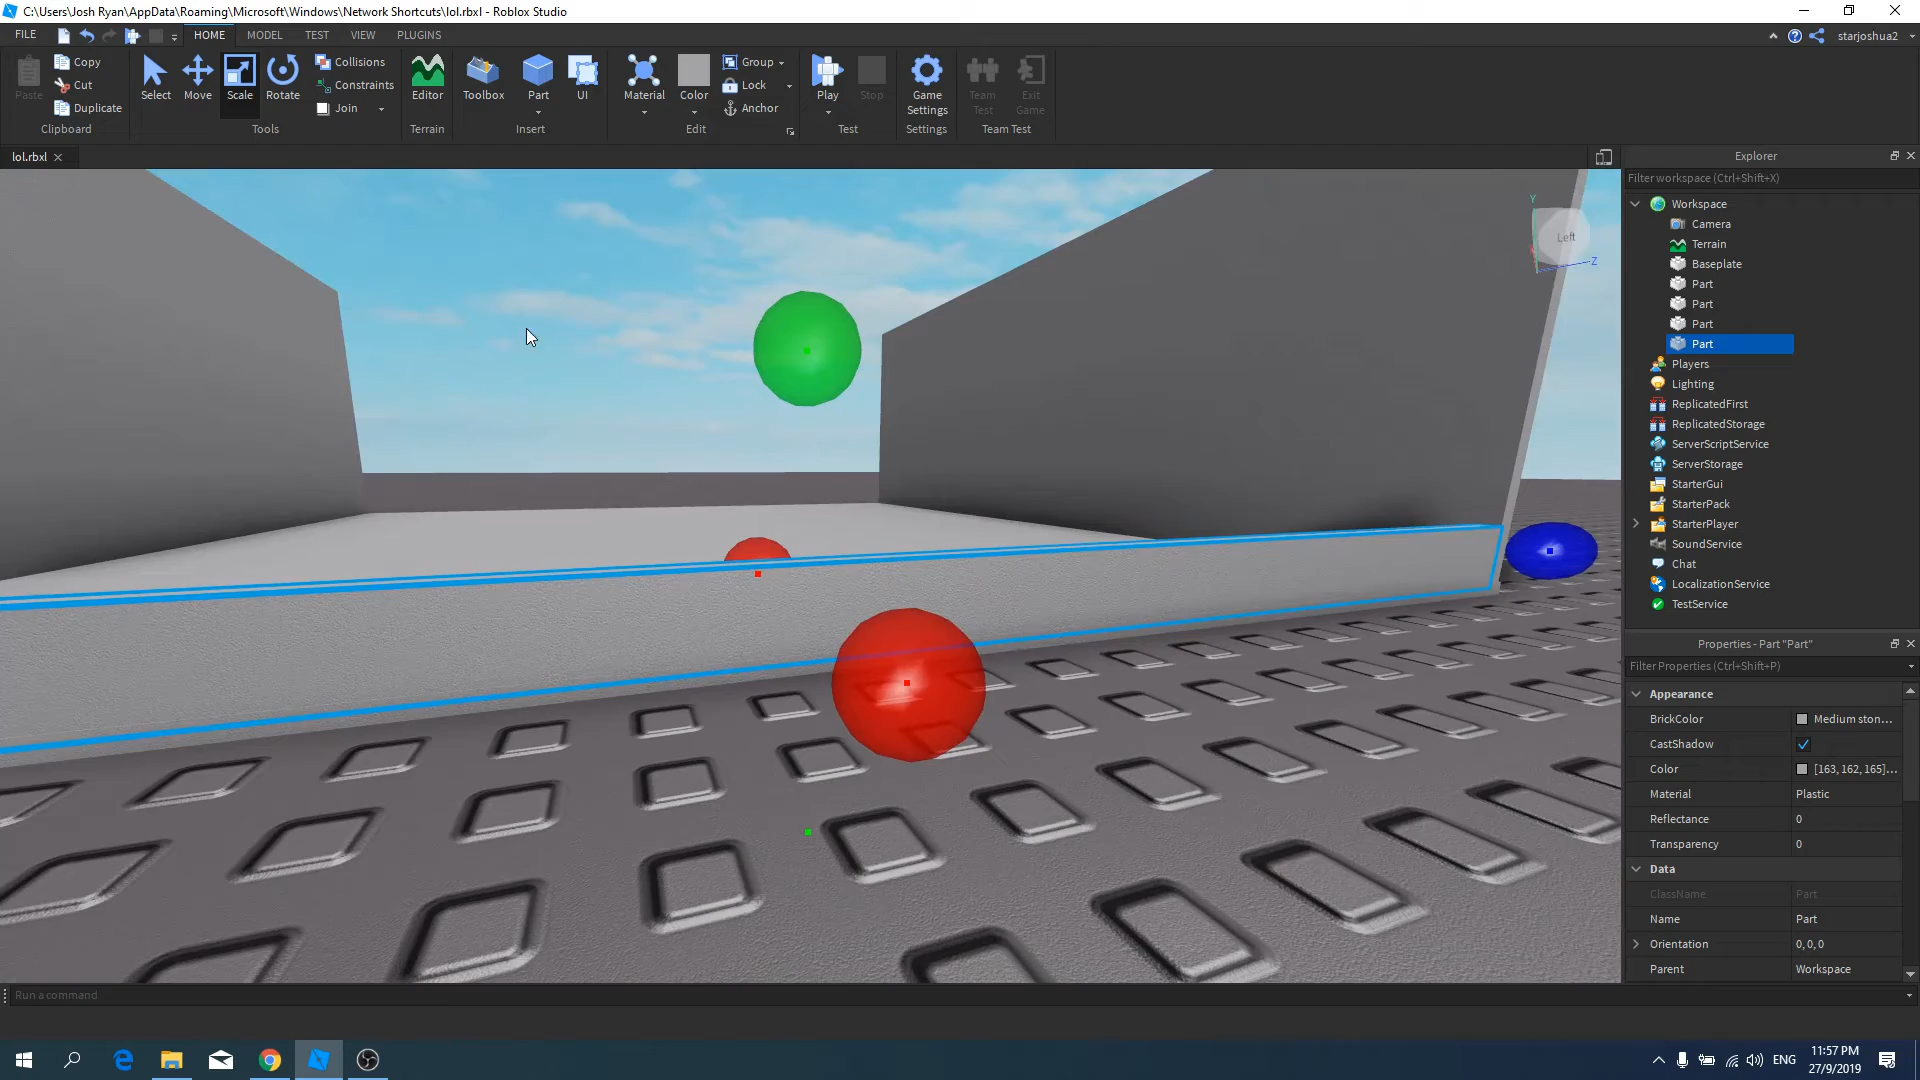 C:\Users\Josh Ryan\AppData\Roaming\Microsoft\Windows\Network Shortcuts\lol.rbxl - Roblox Studio
FILE HOME MODEL TEST VIEW PLUGINS starjoshua2
Paste Copy Cut Duplicate
Clipboard
Select Move Scale Rotate
Collisions
Constraints
Join
Tools
Editor
Terrain
Toolbox Part UI
Insert
Material Color
Group
Lock
Anchor
Edit
Play Stop
Test
Game Settings
Settings
Team Test
Exit Game
Team Test
lol.rbxl
Left
Y
Z
Explorer
Filter workspace (Ctrl+Shift+X)
Workspace
Camera
Terrain
Baseplate
Part
Part
Part
Part
Players
Lighting
ReplicatedFirst
ReplicatedStorage
ServerScriptService
ServerStorage
StarterGui
StarterPack
StarterPlayer
SoundService
Chat
LocalizationService
TestService
Properties - Part "Part"
Filter Properties (Ctrl+Shift+P)
Appearance
BrickColor Medium ston...
CastShadow
Color [163, 162, 165]...
Material Plastic
Reflectance 0
Transparency 0
Data
ClassName Part
Name Part
Orientation 0, 0, 0
Parent Workspace
Run a command
ENG
11:57 PM
27/9/2019